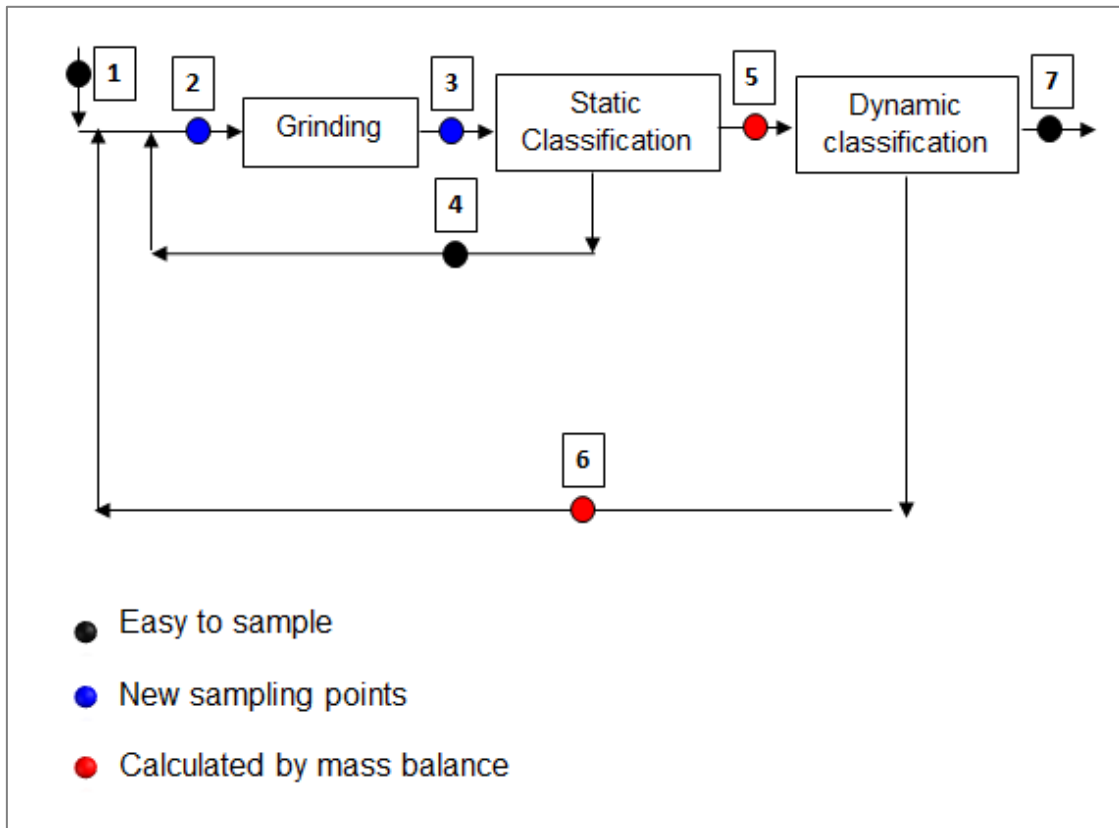 1
2
3
5
7
Grinding
Static
Classification
Dynamic
classification
4
6
Easy to sample
New sampling points
Calculated by mass balance